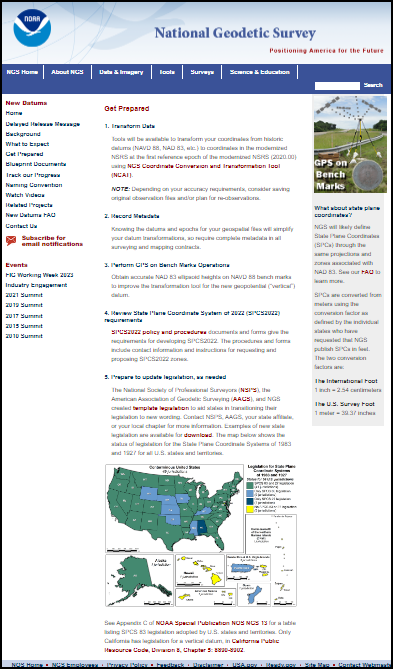 NOAA
National Geodetic Survey
Positioning America for the Future
NGS Home
About NGS
Data & Imagery
Tools
Surveys
Science & Education
Search
New Datums
Home
Delayed Release Message
Background
What to Expect
Get Prepared
Blueprint Documents
Track our Progress
Naming Convention
Watch Videos
Related Projects
New Datums FAQ
Contact Us
Subscribe for
email notifications
Events
FIG Working Week 2023
Industry Engagement
2021 Summit
2019 Summit
2017 Summit
2015 Summit
2010 Summit
Get Prepared
1. Transform Data
Tools will be available to transform your coordinates from historic
datums (NAVD 88, NAD 83, etc.) to coordinates in the modernized
NSRS at the first reference epoch of the modernized NSRS (2020.00)
using NGS Coordinate Conversion and Transformation Tool
(NCAT).
NOTE: Depending on your accuracy requirements, consider saving
original observation files and/or plan for re-observations.
2. Record Metadata
Knowing the datums and epochs for your geospatial files will simplify
your datum transformations, so require complete metadata in all
surveying and mapping contracts.
3. Perform GPS on Bench Marks Operations
Obtain accurate NAD 83 ellipsoid heights on NAVD 88 bench marks
to improve the transformation tool for the new geopotential ("vertical")
datum.
4. Review State Plane Coordinate System of 2022 (SPCS2022)
requirements
SPCS2022 policy and procedures documents and forms give the
requirements for developing SPCS2022. The procedures and forms
include contact information and instructions for requesting and
proposing SPCS2022 zones.
5. Prepare to update legislation, as needed
The National Society of Professional Surveyors (NSPS), the
American Association of Geodetic Surveying (AAGS), and NGS
created template legislation to aid states in transitioning their
legislation to new wording. Contact NSPS, AAGS, your state affiliate,
or your local chapter for more information. Examples of new state
legislation are available for download. The map below shows the
status of legislation for the State Plane Coordinate Systems of 1983
and 1927 for all U.S. states and territories.
Conterminous United States
Legislation for State Plane
Coordinate Systems
of 1983 and 1927
Alaska
Hawaii
See Appendix C of NOAA Special Publication NOS NGS 13 for a table
listing SPCS 83 legislation adopted by U.S. states and territories. Only
California has legislation for a vertical datum, in California Public
Resource Code, Division 8, Chapter 5: 8890-8902.
GPS on
Bench
Marks
What about state plane
coordinates?
NGS will likely define
State Plane Coordinates
(SPCs) through the
same projections and
zones associated with
NAD 83. See our FAQ to
learn more.
SPCs are converted from
meters using the
conversion factor as
defined by the individual
states who have
requested that NGS
publish SPCs in feet.
The two conversion
factors are:
The International Foot
1 inch = 2.54 centimeters
The U.S. Survey Foot
1 meter = 39.37 inches
NGS Home • NGS Employees • Privacy Policy • Feedback • Disclaimer • USA.gov • Ready.gov • Site Map • Contact Webmaster